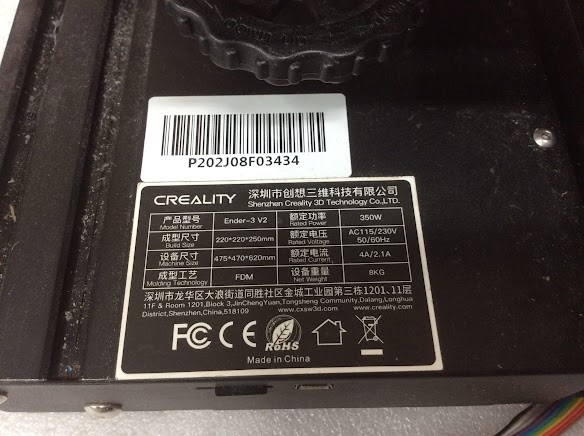 P202J08F03434
CREALITY 深圳市创想三维科技有限公司
Shenzhen Creality 3D Technology Co.,LTD.
产品型号 Ender-3 V2 额定功率 350W
Model Number Rated Power
成型尺寸 220*220*250mm 额定电压 AC115/230V 50/60Hz
Build Size Rated Voltage
设备尺寸 475*470*620mm 额定电流 4A/2.1A
Machine Size Rated Current
成型工艺 FDM 设备重量 8KG
Molding Technology Net Weight
深圳市龙华区大浪街道同胜社区金城工业园第三栋1201、11层
11F & Room 1201,Block 3,JinChengYuan,Tongsheng Community,Dalang,Longhua
District,Shenzhen,China,518109 www.cxsw3d.com www.creality.com
FC CE RoHS
Made in China